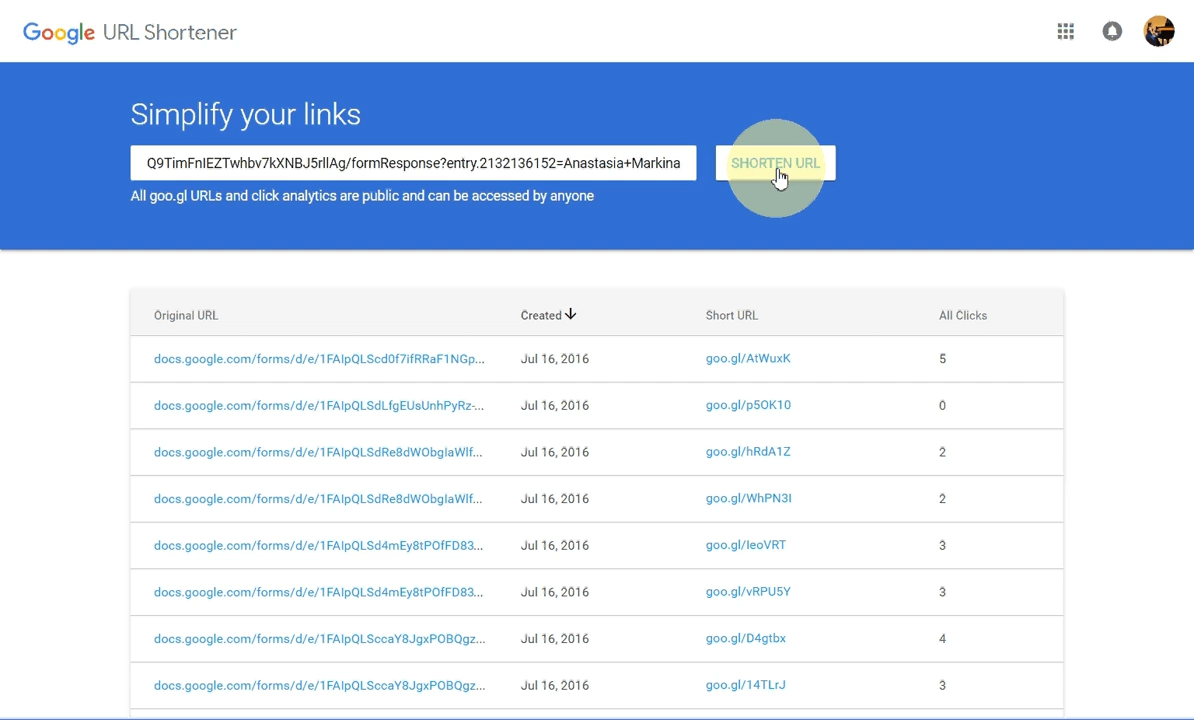 Google URL Shortener
Simplify your links
Q9TimFnIEZTwhbv7kXNBJ5rllAg/formResponse?entry.2132136152=Anastasia+Markina
SHORTEN URL
All goo.gl URLs and click analytics are public and can be accessed by anyone
Original URL Created Short URL All Clicks
docs.google.com/forms/d/e/1FAIpQLScd0f7ifRRaF1NGp... Jul 16, 2016 goo.gl/AtWuxK 5
docs.google.com/forms/d/e/1FAIpQLSdLfgEUsUnhPyRz-... Jul 16, 2016 goo.gl/p5OK10 0
docs.google.com/forms/d/e/1FAIpQLSdRe8dWObgIaWlf... Jul 16, 2016 goo.gl/hRdA1Z 2
docs.google.com/forms/d/e/1FAIpQLSdRe8dWObgIaWlf... Jul 16, 2016 goo.gl/WhPN3I 2
docs.google.com/forms/d/e/1FAIpQLSd4mEy8tPOfFD83... Jul 16, 2016 goo.gl/IeoVRT 3
docs.google.com/forms/d/e/1FAIpQLSd4mEy8tPOfFD83... Jul 16, 2016 goo.gl/vRPU5Y 3
docs.google.com/forms/d/e/1FAIpQLSccaY8JgxPOBQgz... Jul 16, 2016 goo.gl/D4gtbx 4
docs.google.com/forms/d/e/1FAIpQLSccaY8JgxPOBQgz... Jul 16, 2016 goo.gl/14TLrJ 3